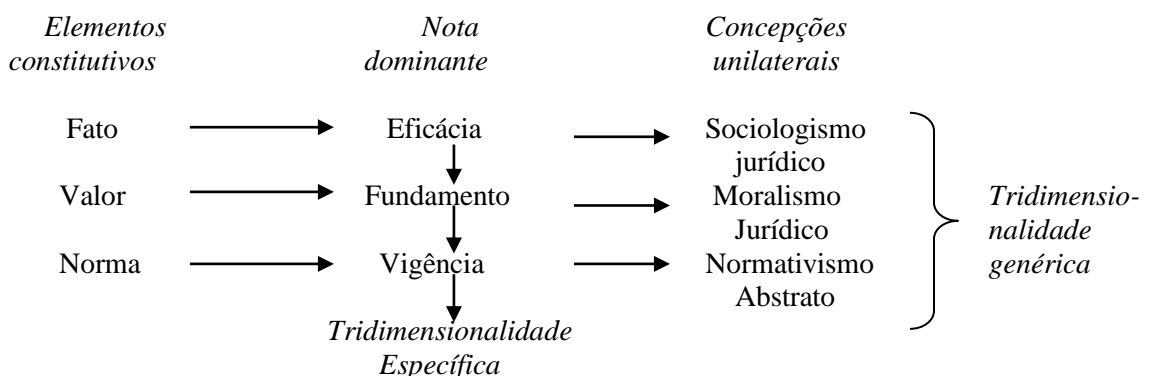 Elementos constitutivos
Nota dominante
Concepções unilaterais
Fato
Eficácia
Sociologismo jurídico
Valor
Fundamento
Moralismo Jurídico
Norma
Vigência
Normativismo Abstrato
Tridimensio-
nalidade
genérica
Tridimensionalidade
Específica